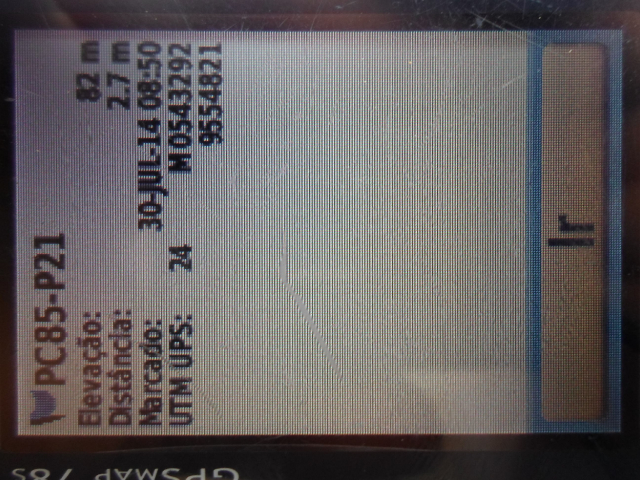 PC85-P21
Elevação: 82 m
Distância: 2.7 m
Marcado: 30-JUL-14 08:50
UTM UPS: 24 M 0543292
9554821
Ir
GPSMAP 78s